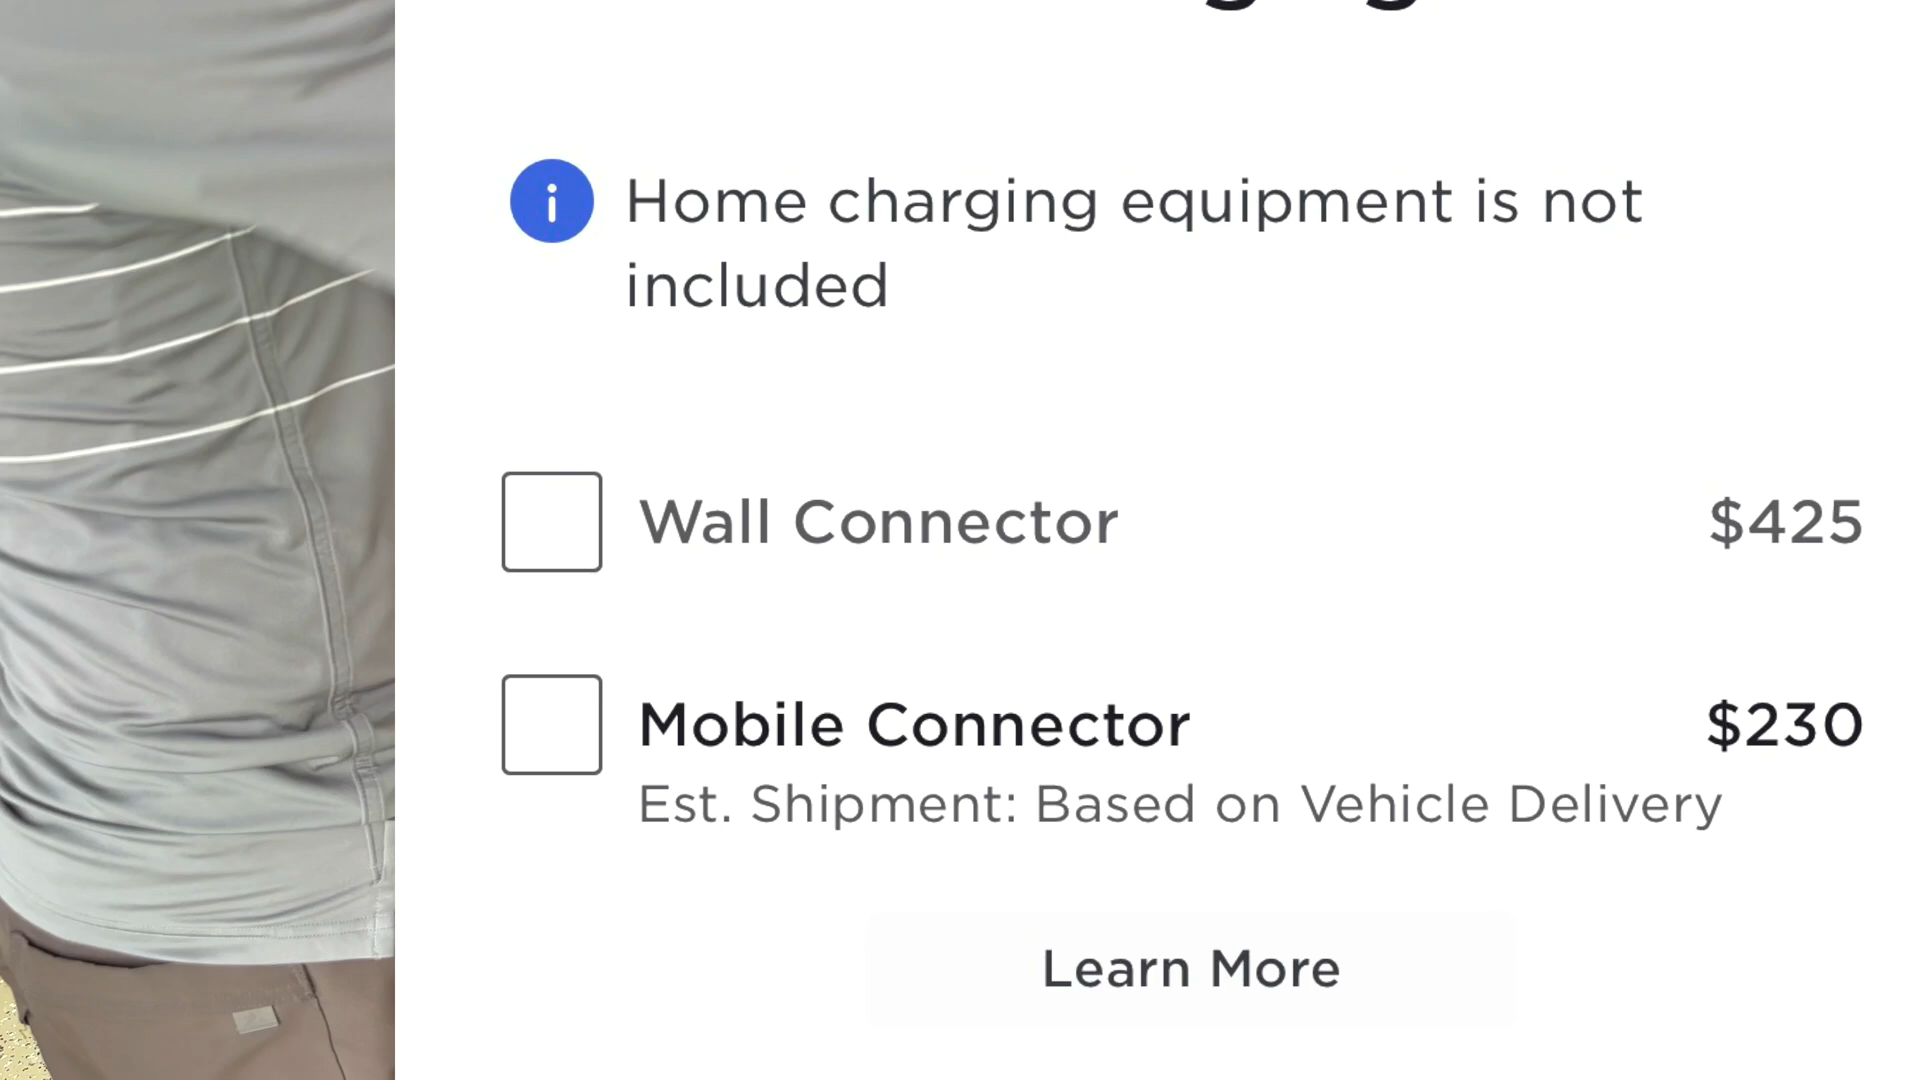 Home charging equipment is not
included
Wall Connector $425
Mobile Connector $230
Est. Shipment: Based on Vehicle Delivery
Learn More